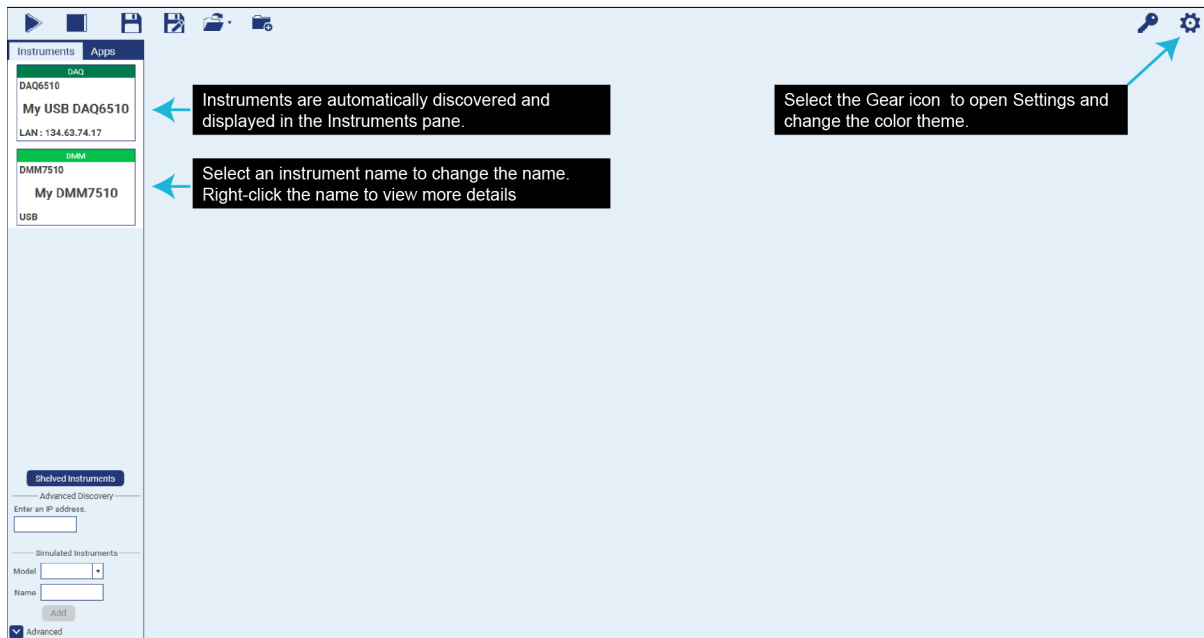 Instruments Apps
DAQ
DAQ6510
My USB DAQ6510
LAN : 134.63.74.17
DMM
DMM7510
My DMM7510
USB
Instruments are automatically discovered and
displayed in the Instruments pane.
Select an instrument name to change the name.
Right-click the name to view more details
Select the Gear icon to open Settings and
change the color theme.
Shelved Instruments
Advanced Discovery
Enter an IP address.
Simulated Instruments
Model
Name
Add
Advanced